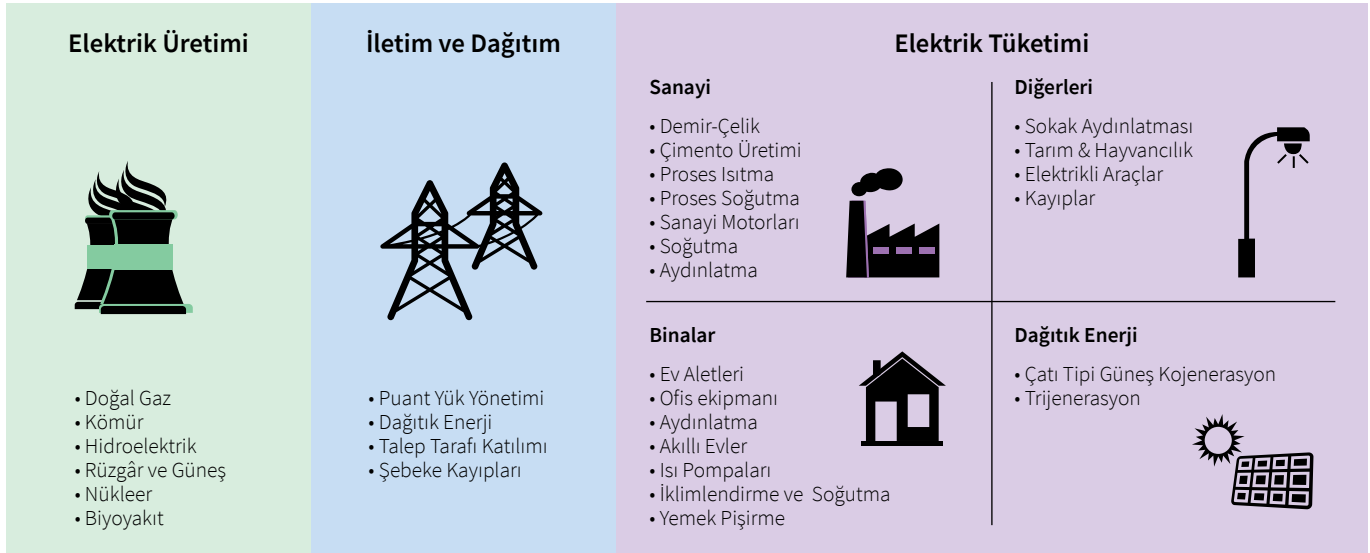 Elektrik Üretimi
• Doğal Gaz
• Kömür
• Hidroelektrik
• Rüzgâr ve Güneş
• Nükleer
• Biyoyakıt
İletim ve Dağıtım
• Puant Yük Yönetimi
• Dağıtık Enerji
• Talep Tarafı Katılımı
• Şebeke Kayıpları
Elektrik Tüketimi
Sanayi
• Demir-Çelik
• Çimento Üretimi
• Proses Isıtma
• Proses Soğutma
• Sanayi Motorları
• Soğutma
• Aydınlatma
Diğerleri
• Sokak Aydınlatması
• Tarım & Hayvancılık
• Elektrikli Araçlar
• Kayıplar
Binalar
• Ev Aletleri
• Ofis ekipmanı
• Aydınlatma
• Akıllı Evler
• Isı Pompaları
• İklimlendirme ve Soğutma
• Yemek Pişirme
Dağıtık Enerji
• Çatı Tipi Güneş Kojenerasyon
• Trijenerasyon